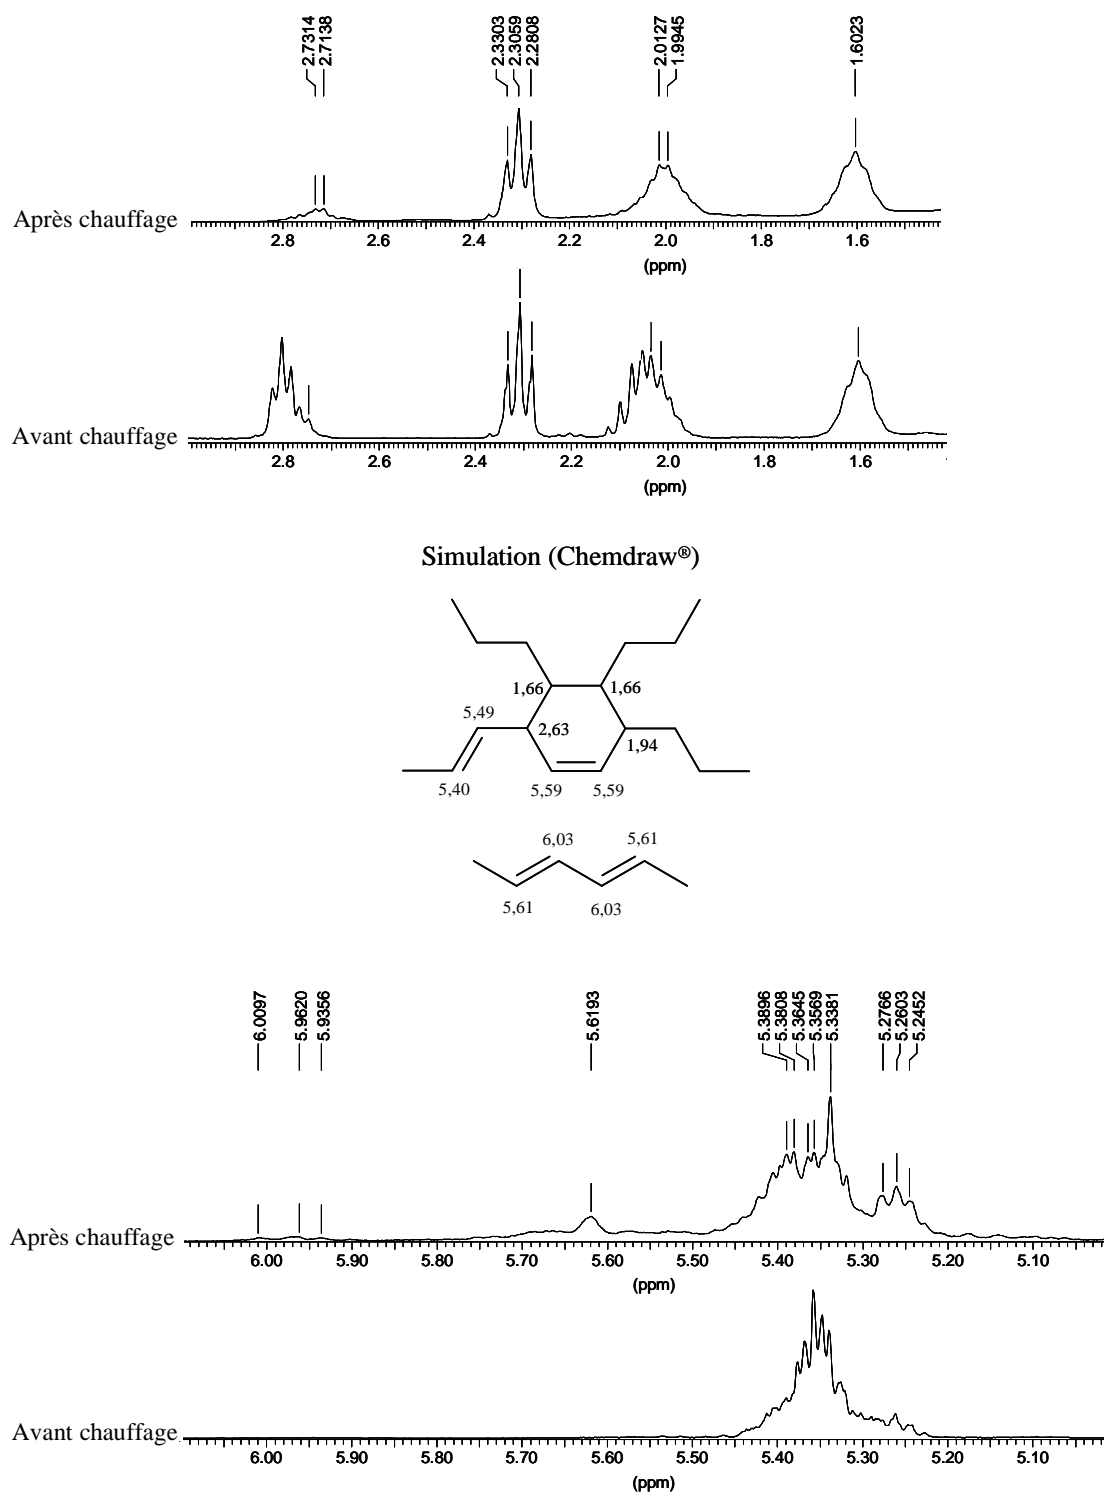 2.7314 2.7138 2.3303 2.3059 2.2808 2.0127 1.9945 1.6023
Après chauffage
2.8 2.6 2.4 2.2 2.0 1.8 1.6
(ppm)
Avant chauffage
2.8 2.6 2.4 2.2 2.0 1.8 1.6
(ppm)
Simulation (Chemdraw®)
1,66 1,66
5,49 2,63 1,94
5,40 5,59 5,59
6,03 5,61
5,61 6,03
6.0097 5.9620 5.9356 5.6193 5.3896 5.3808 5.3645 5.3569 5.3381 5.2766 5.2603 5.2452
Après chauffage
6.00 5.90 5.80 5.70 5.60 5.50 5.40 5.30 5.20 5.10
(ppm)
Avant chauffage
6.00 5.90 5.80 5.70 5.60 5.50 5.40 5.30 5.20 5.10
(ppm)